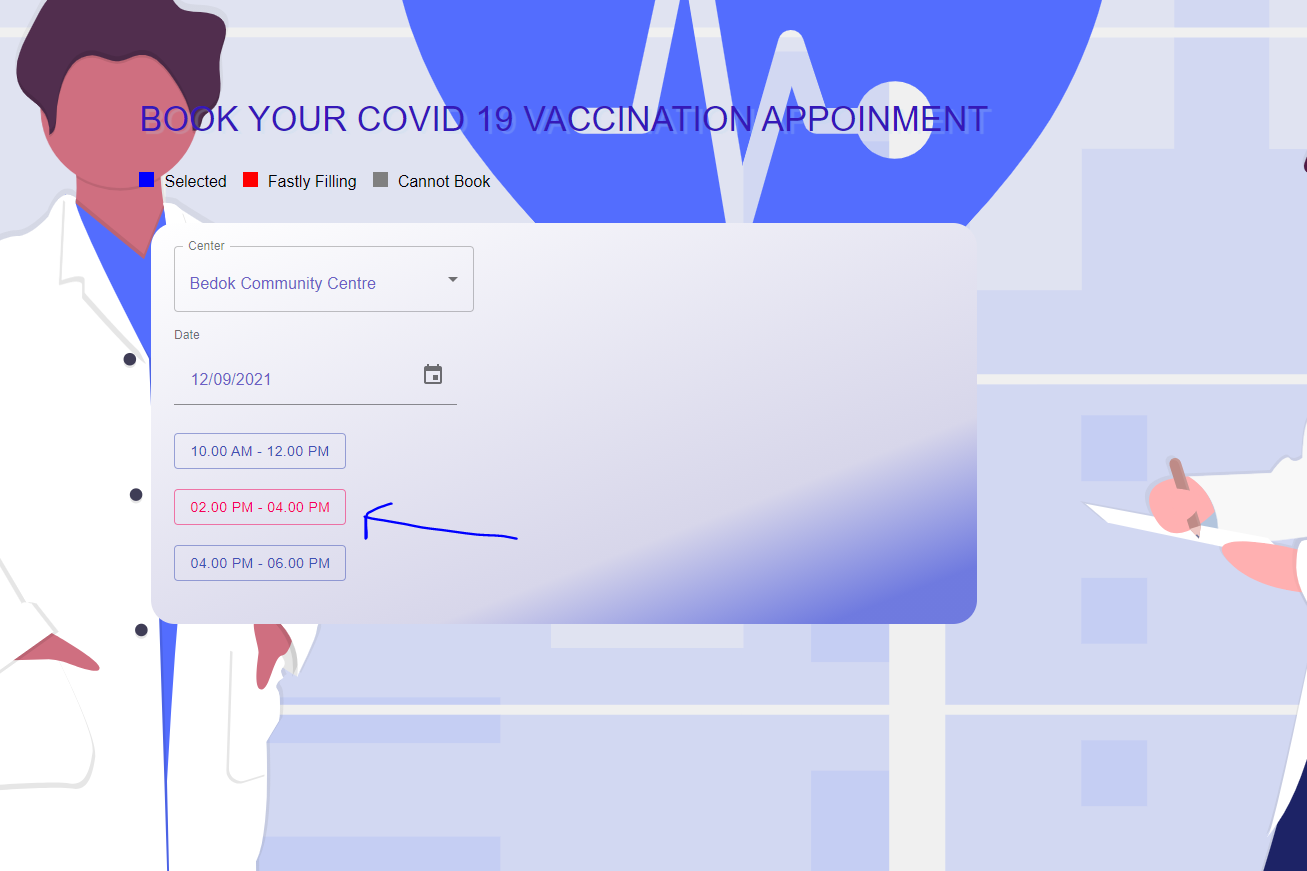 BOOK YOUR COVID 19 VACCINATION APPOINMENT
Selected Fastly Filling Cannot Book
Center
Bedok Community Centre
Date
12/09/2021
10.00 AM - 12.00 PM
02.00 PM - 04.00 PM
04.00 PM - 06.00 PM